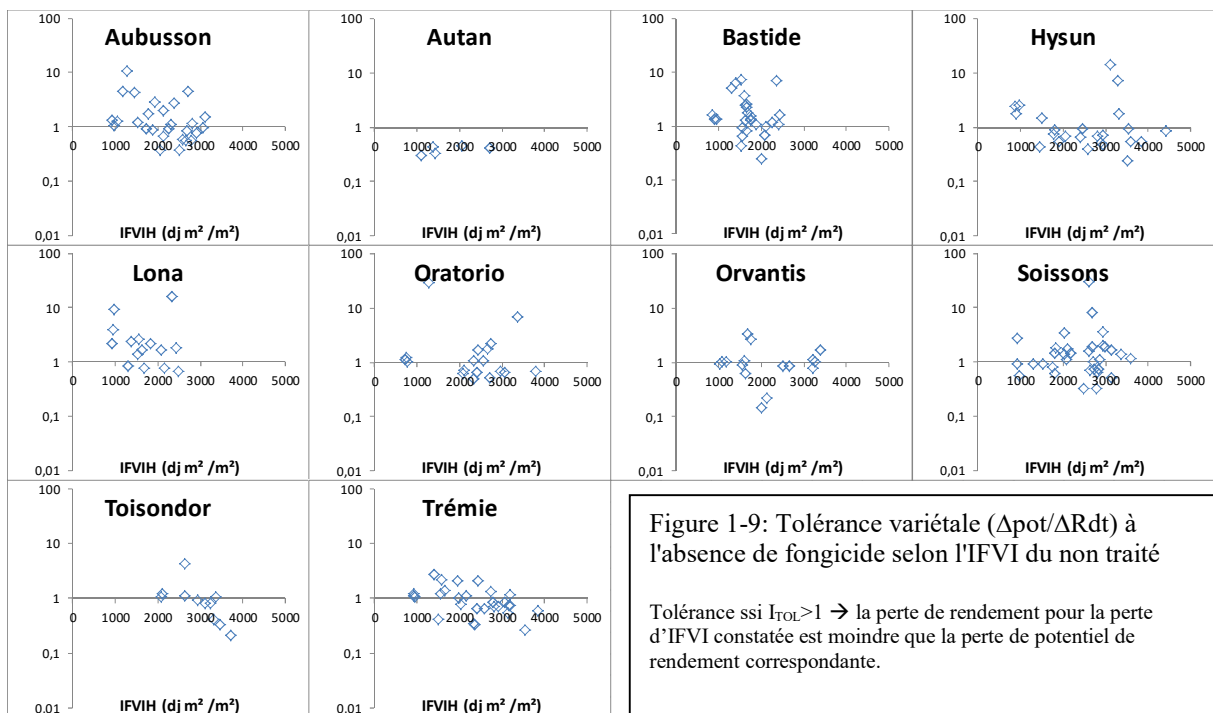 Aubusson
100
10
1
0,1
0,01
0 1000 2000 3000 4000 5000
IFVIH (dj m² /m²)
Autan
100
10
1
0,1
0,01
0 1000 2000 3000 4000 5000
IFVIH (dj m² /m²)
Bastide
100
10
1
0,1
0,01
0 1000 2000 3000 4000 5000
IFVIH (dj m² /m²)
Hysun
100
10
1
0,1
0,01
0 1000 2000 3000 4000 5000
IFVIH (dj m² /m²)
Lona
100
10
1
0,1
0,01
0 1000 2000 3000 4000 5000
IFVIH (dj m² /m²)
Oratorio
100
10
1
0,1
0,01
0 1000 2000 3000 4000 5000
IFVIH (dj m² /m²)
Orvantis
100
10
1
0,1
0,01
0 1000 2000 3000 4000 5000
IFVIH (dj m² /m²)
Soissons
100
10
1
0,1
0,01
0 1000 2000 3000 4000 5000
IFVIH (dj m² /m²)
Toisondor
100
10
1
0,1
0,01
0 1000 2000 3000 4000 5000
IFVIH (dj m² /m²)
Trémie
100
10
1
0,1
0,01
0 1000 2000 3000 4000 5000
IFVIH (dj m² /m²)
Figure 1-9: Tolérance variétale (Δpot/ΔRdt) à
l'absence de fongicide selon l'IFVI du non traité
Tolérance ssi I_TOL>1 → la perte de rendement pour la perte
d'IFVI constatée est moindre que la perte de potentiel de
rendement correspondante.